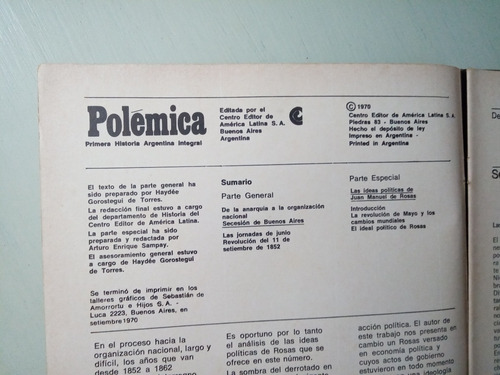 Polémica
Primera Historia Argentina Integral
Editada por el
Centro Editor de
América Latina S. A.
Buenos Aires
Argentina
© 1970
Centro Editor de América Latina S. A.
Piedras 83 - Buenos Aires
Hecho el depósito de ley
Impreso en Argentina -
Printed in Argentina
El texto de la parte general ha
sido preparado por Haydée
Gorostegui de Torres.
La redacción final estuvo a cargo
del departamento de Historia del
Centro Editor de América Latina.
La parte especial ha sido
preparada y redactada por
Arturo Enrique Sampay.
El asesoramiento general estuvo
a cargo de Haydée Gorostegui
de Torres.
Se terminó de imprimir en los
talleres gráficos de Sebastián de
Amorrortu e Hijos S. A. -
Luca 2223, Buenos Aires, en
setiembre 1970
Sumario
Parte General
De la anarquía a la organización
nacional
Secesión de Buenos Aires
Las jornadas de junio
Revolución del 11 de
setiembre de 1852
Parte Especial
Las ideas políticas de
Juan Manuel de Rosas
Introducción
La revolución de Mayo y los
cambios mundiales
El ideal político de Rosas
En el proceso hacia la
organización nacional, largo y
difícil, los años que van
desde 1852 a 1862
Es oportuno por lo tanto
el análisis de las ideas
políticas de Rosas que se
ofrece en este número.
La sombra del derrotado en
acción política. El autor de
este trabajo nos presenta en
cambio un Rosas versado
en economía política y
cuyos actos de gobierno
estuvieron
ideología